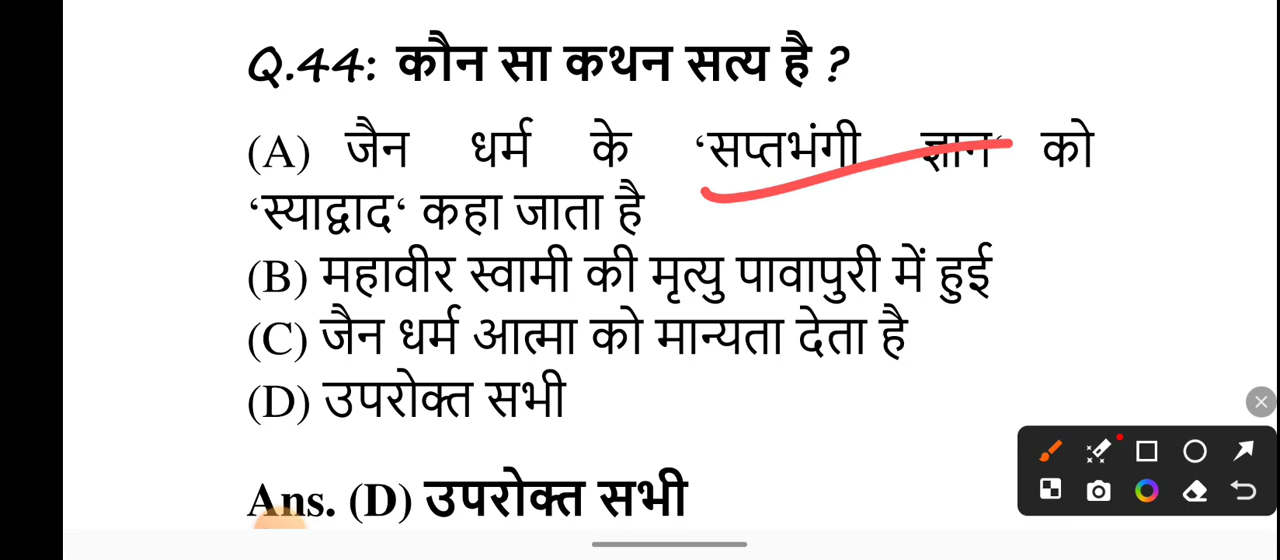 Q.44: कौन सा कथन सत्य है ?
(A) जैन धर्म के ‘सप्तभंगी ज्ञान‘ को
‘स्याद्वाद‘ कहा जाता है
(B) महावीर स्वामी की मृत्यु पावापुरी में हुई
(C) जैन धर्म आत्मा को मान्यता देता है
(D) उपरोक्त सभी
Ans. (D) उपरोक्त सभी